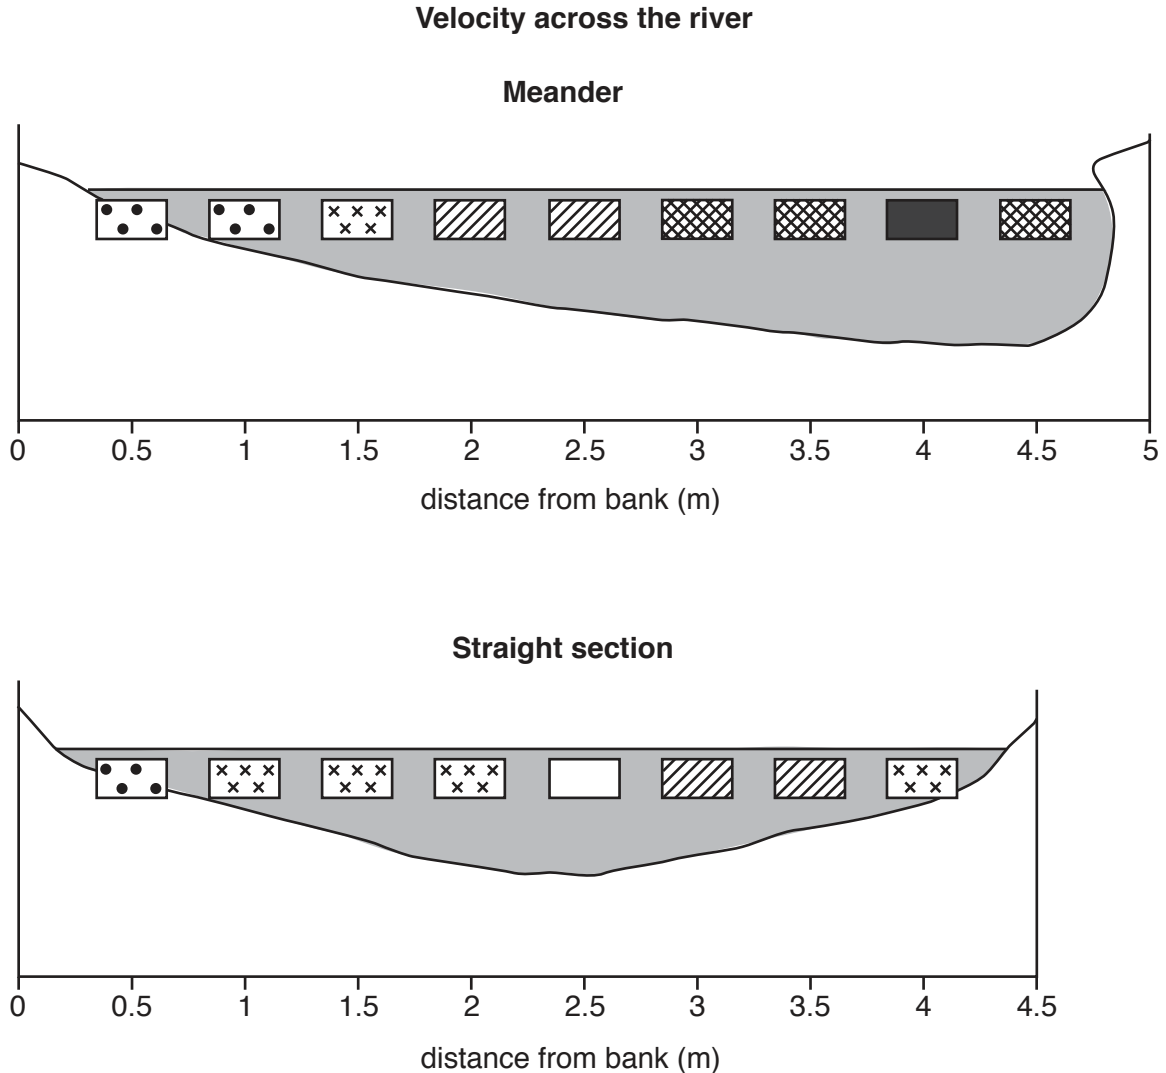 Velocity across the river
Meander
0 0.5 1 1.5 2 2.5 3 3.5 4 4.5 5
distance from bank (m)
Straight section
0 0.5 1 1.5 2 2.5 3 3.5 4 4.5
distance from bank (m)